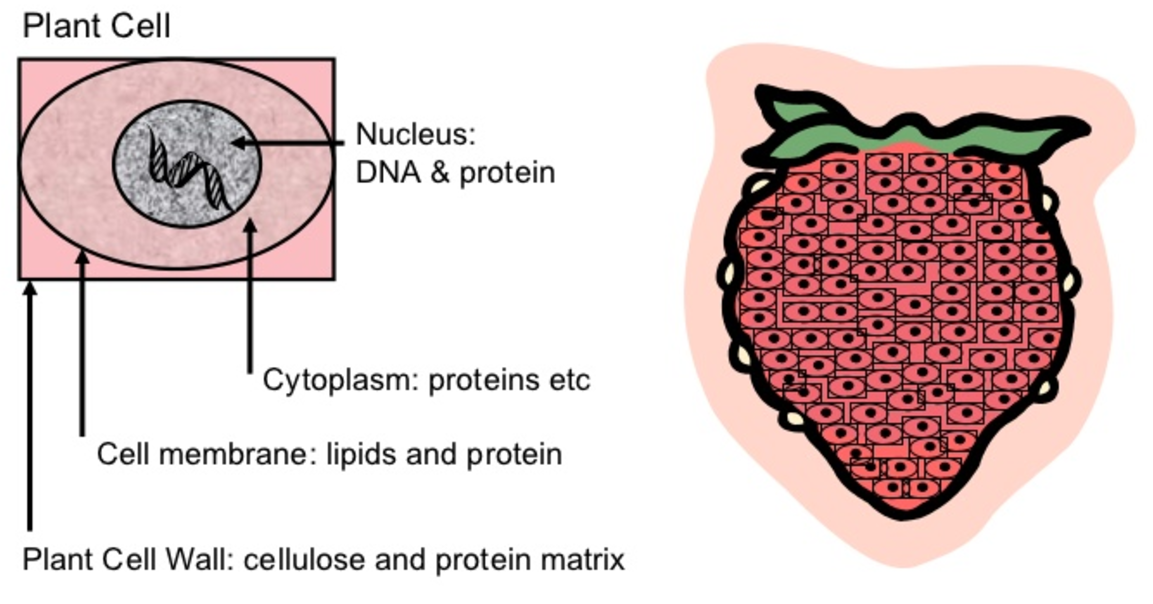 Plant Cell
Nucleus:
DNA & protein
Cytoplasm: proteins etc
Cell membrane: lipids and protein
Plant Cell Wall: cellulose and protein matrix